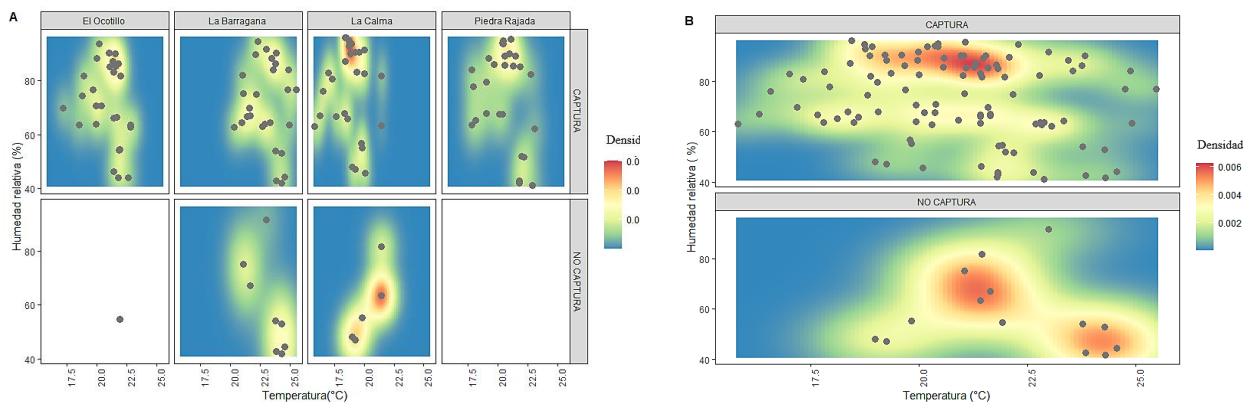 A
El Ocotillo
La Barragana
La Calma
Piedra Rajada
Humedad relativa (%)
80
60
40
CAPTURA
80
60
40
NO CAPTURA
17.5
20.0
22.5
25.0
17.5
20.0
22.5
25.0
17.5
20.0
22.5
25.0
17.5
20.0
22.5
25.0
Temperatura(°C)
Densid
0.0
0.0
0.0
B
CAPTURA
Humedad relativa ( %)
80
60
40
NO CAPTURA
80
60
40
17.5
20.0
22.5
25.0
Temperatura (°C)
Densidad
0.006
0.004
0.002